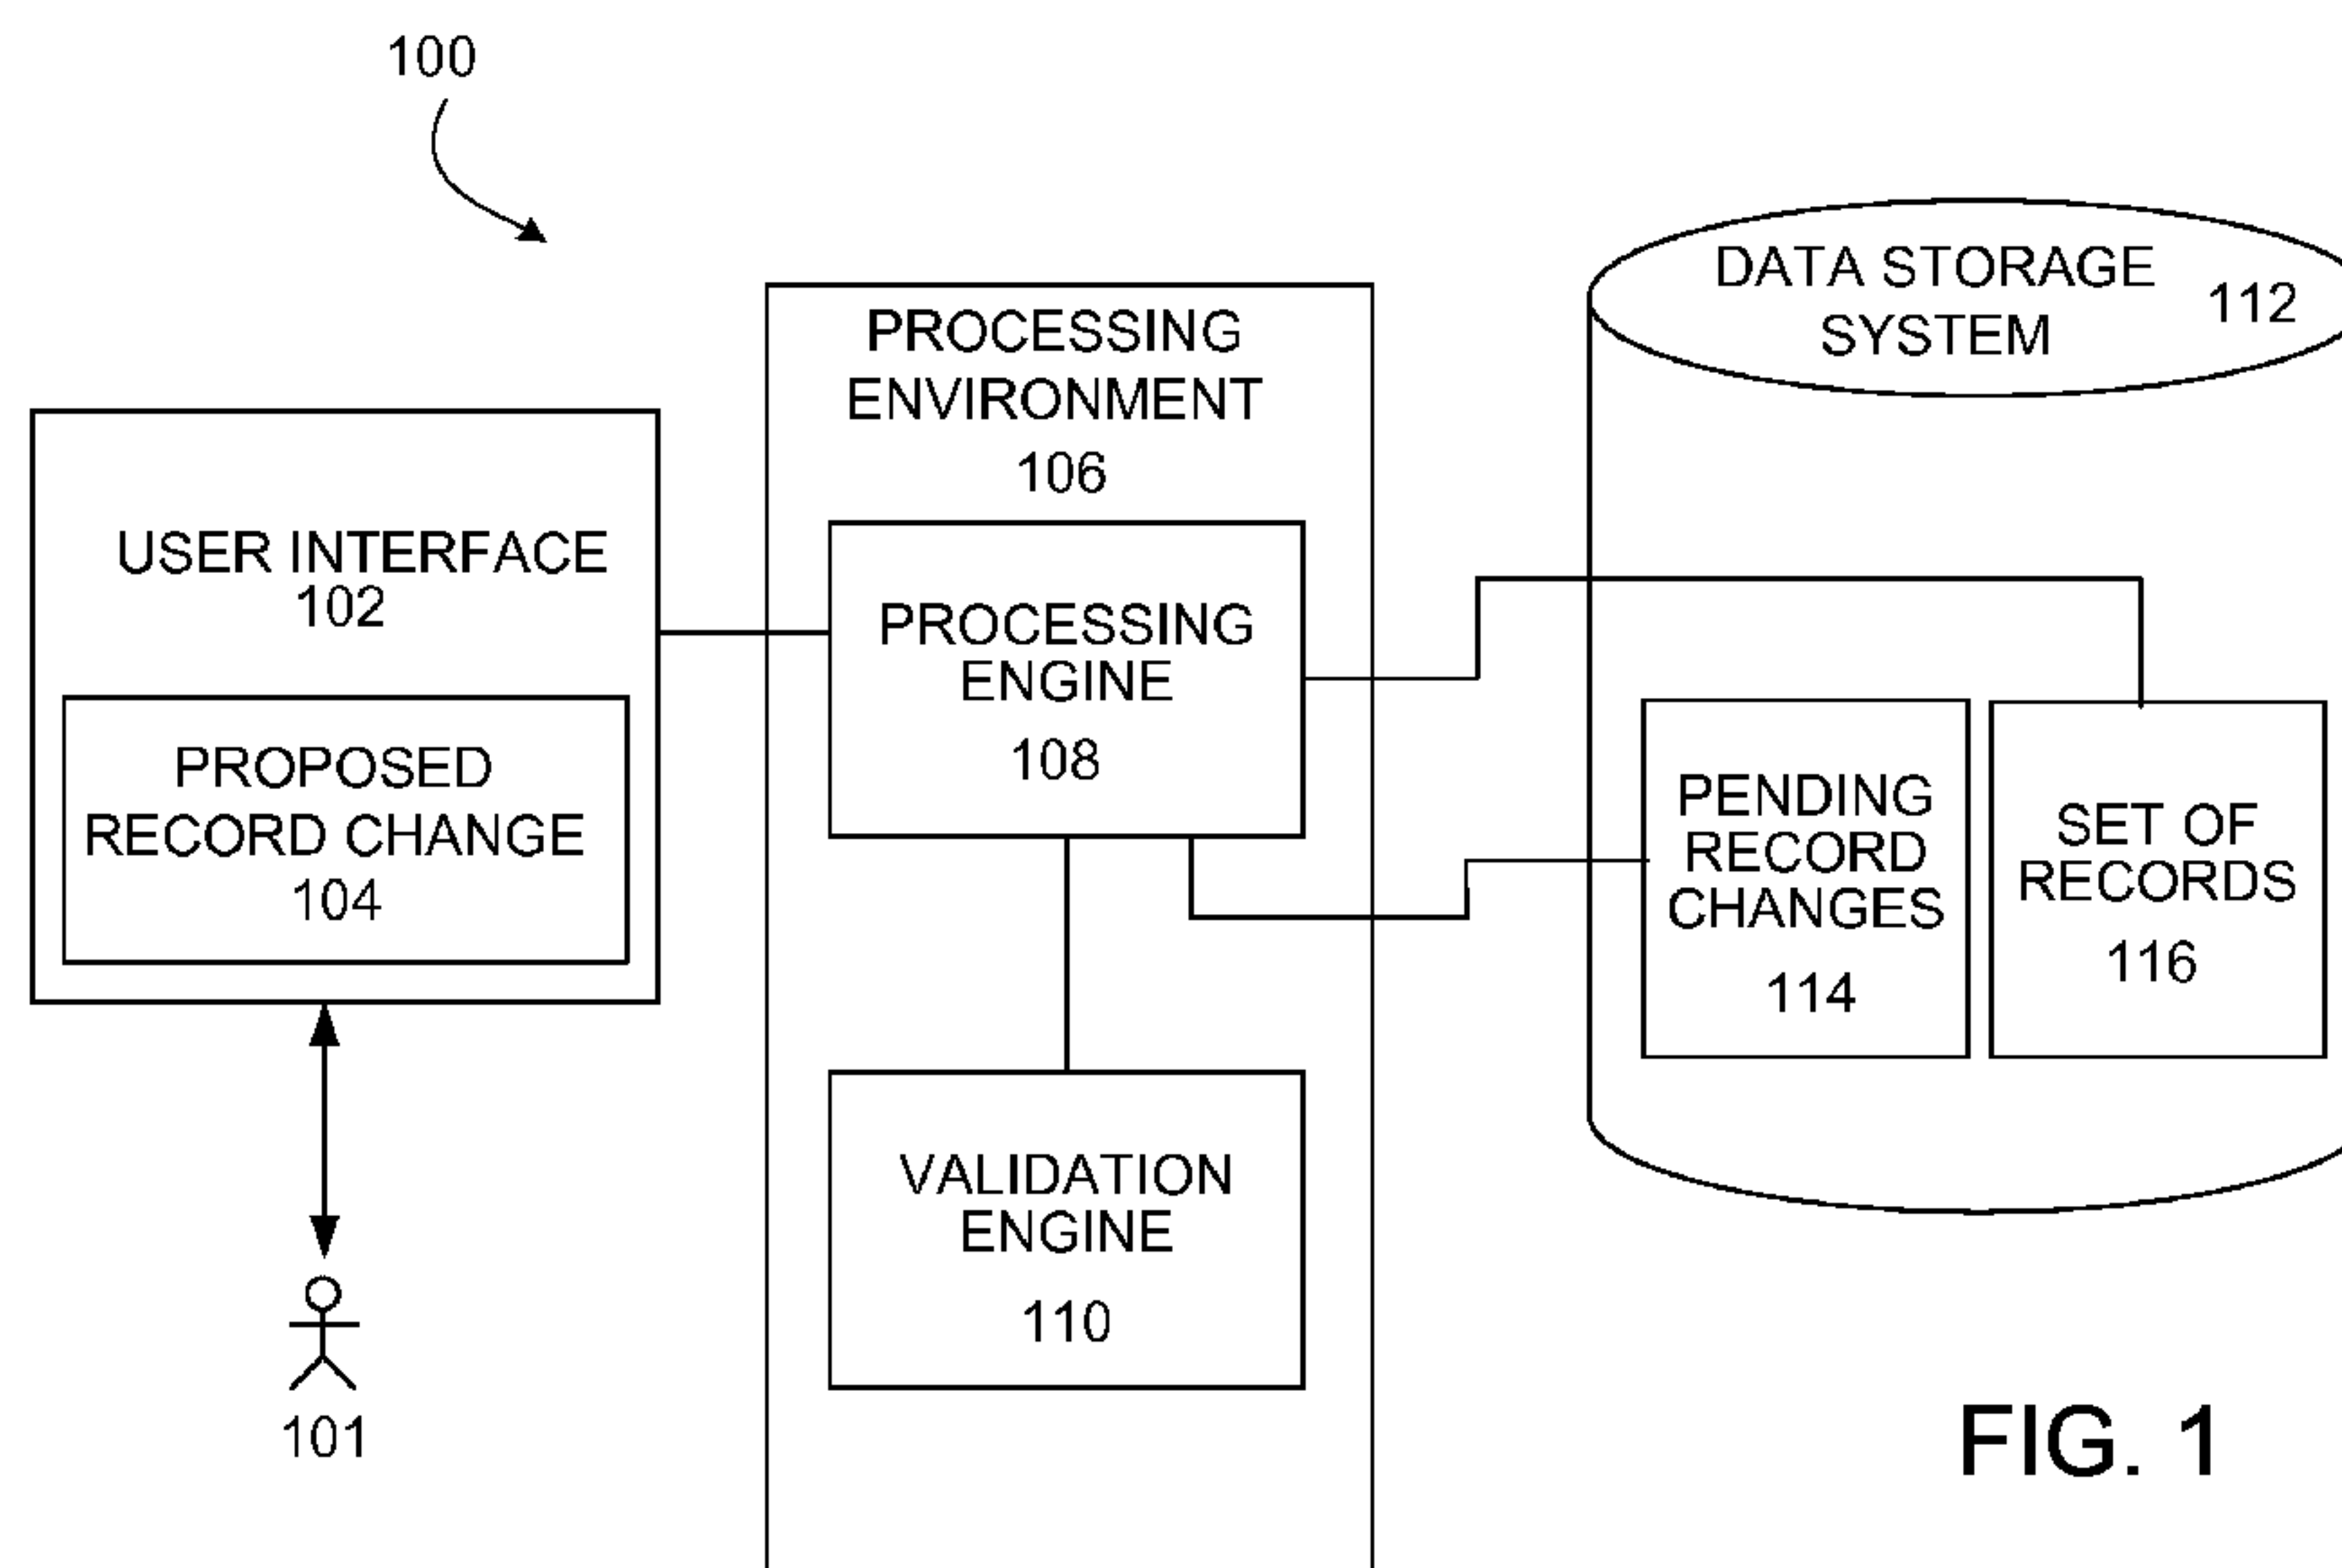 100
USER INTERFACE
102
PROPOSED
RECORD CHANGE
104
101
PROCESSING
ENVIRONMENT
106
PROCESSING
ENGINE
108
VALIDATION
ENGINE
110
DATA STORAGE
SYSTEM
112
PENDING
RECORD
CHANGES
114
SET OF
RECORDS
116
FIG. 1